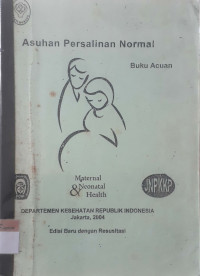 Asuhan Persalinan Normal
Buku Acuan
Maternal
& Neonatal
Health
JNPKKR
DEPARTEMEN KESEHATAN REPUBLIK INDONESIA
Jakarta, 2004
Edisi Baru dengan Resusitasi